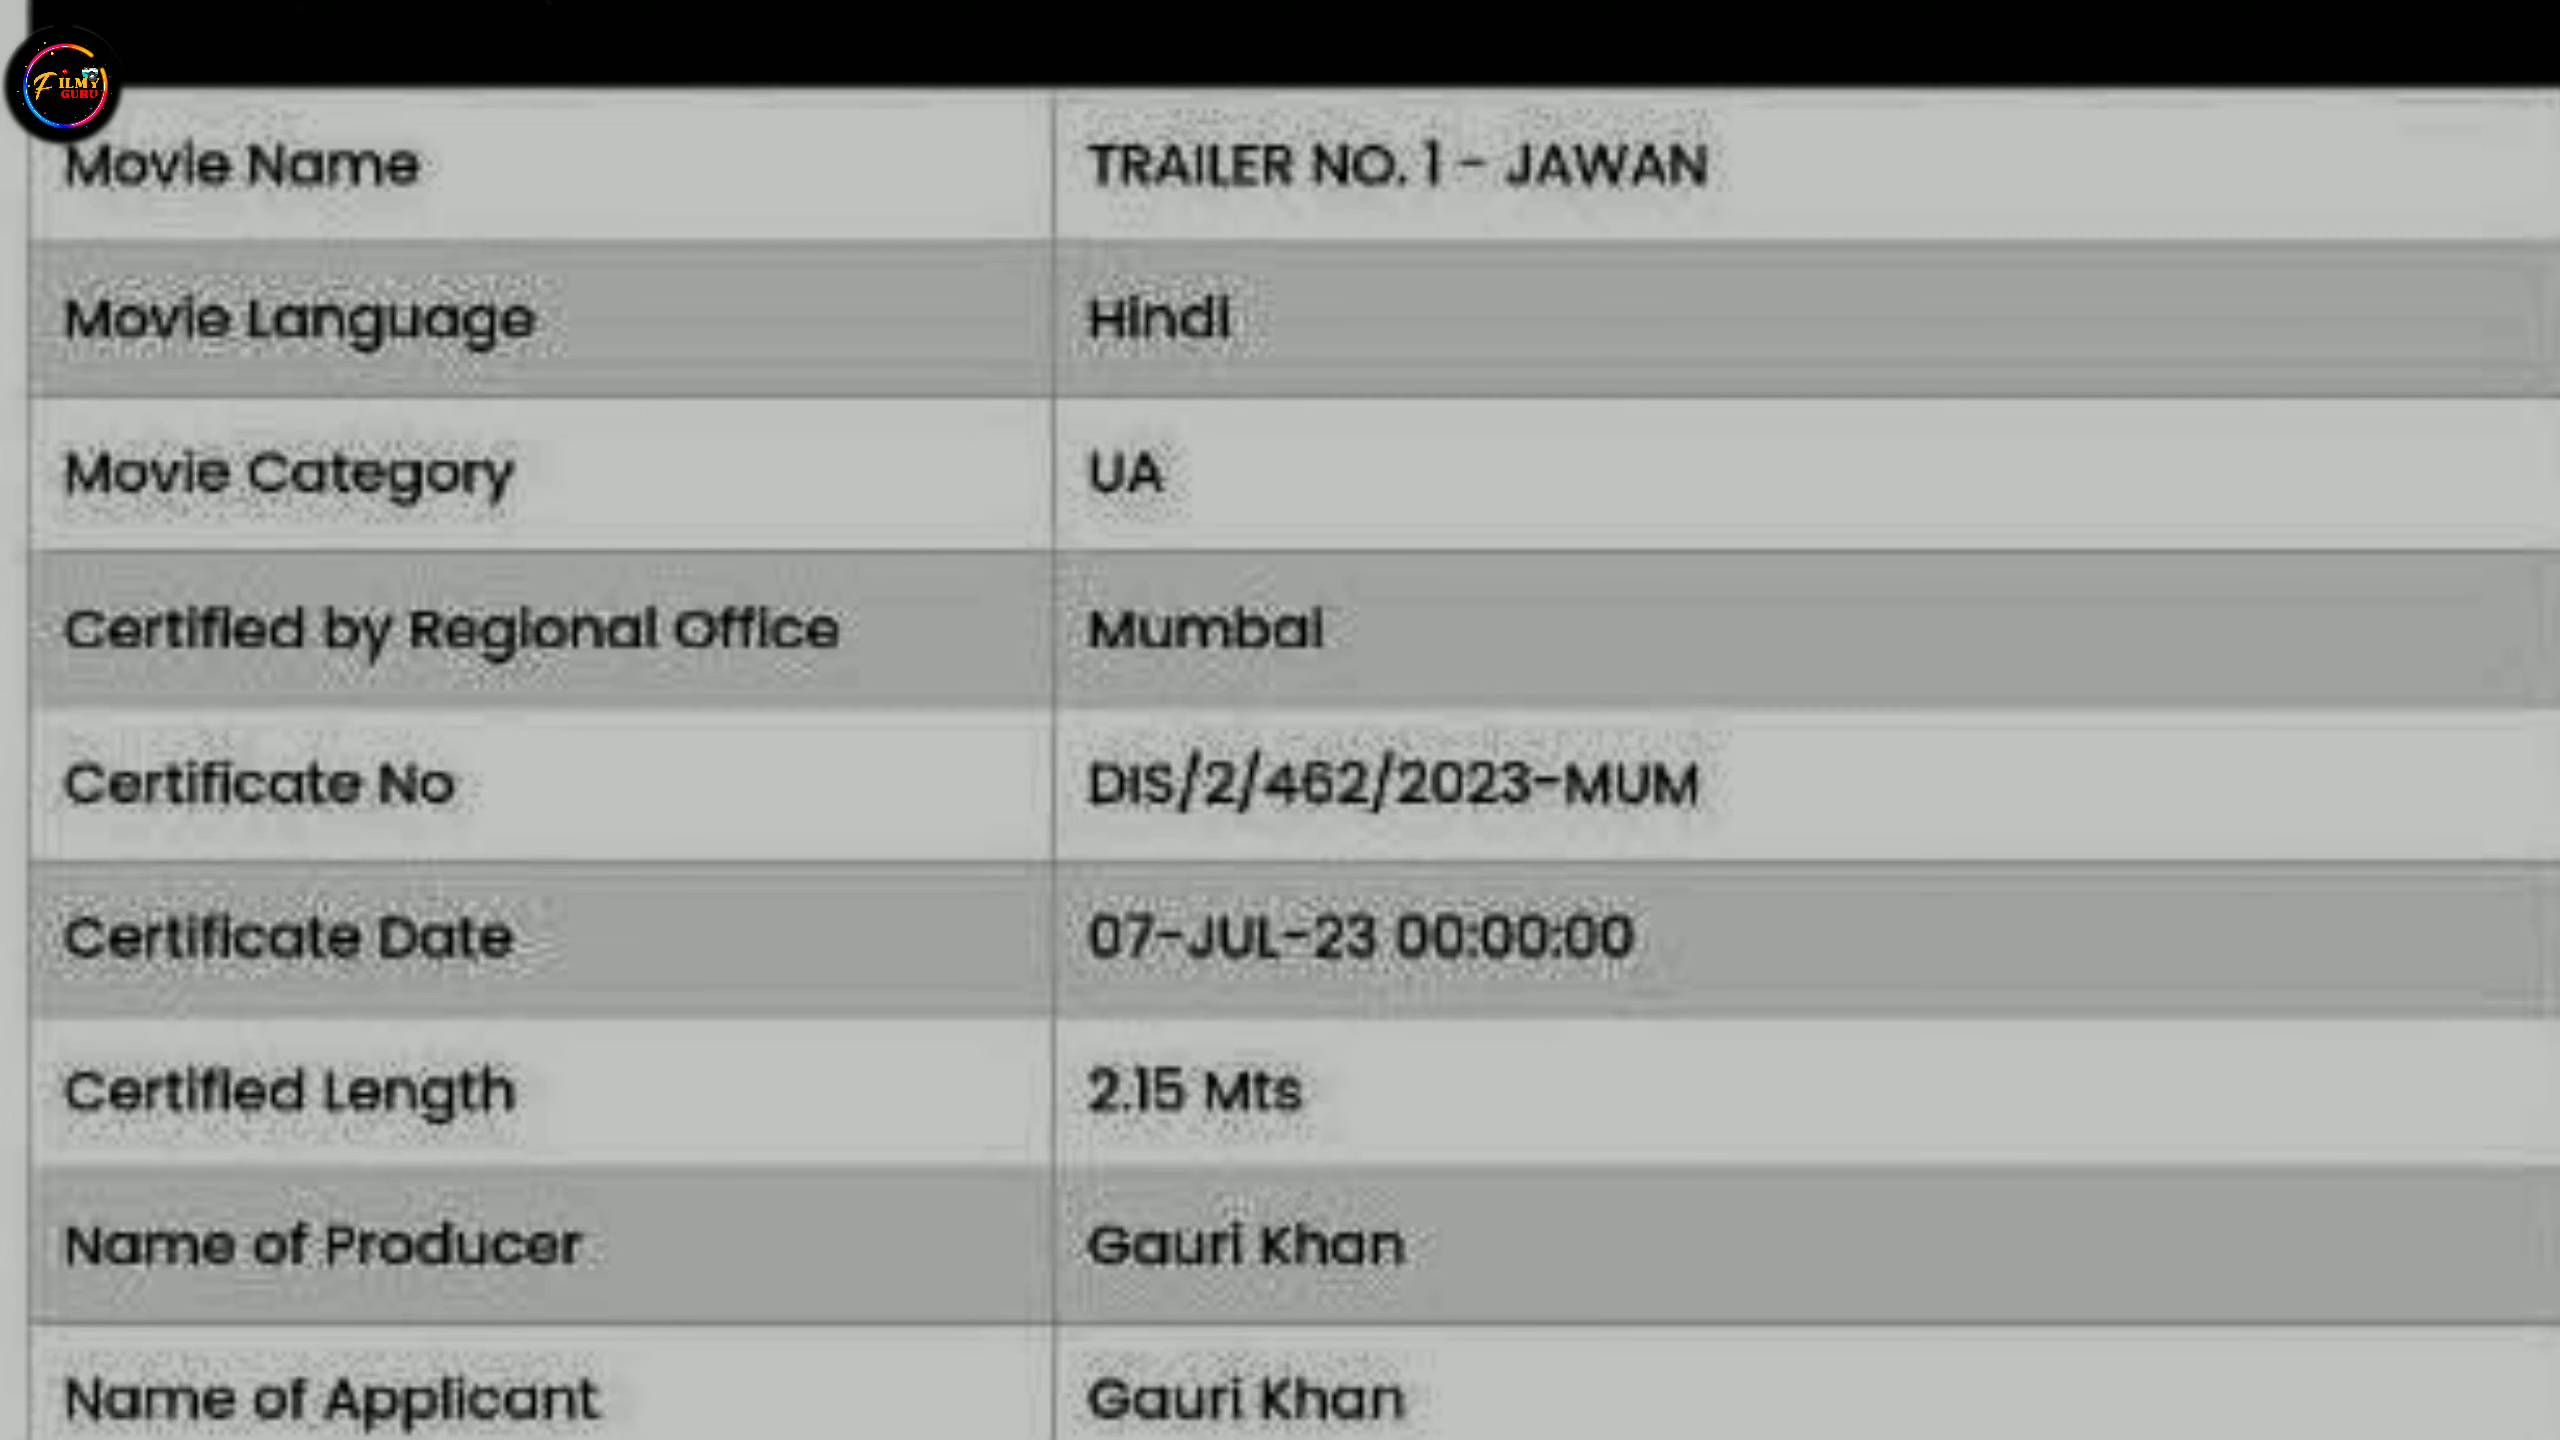 FILMY
GURU
Movie Name TRAILER NO. 1 - JAWAN
Movie Language Hindi
Movie Category UA
Certified by Regional Office Mumbai
Certificate No DIS/2/462/2023-MUM
Certificate Date 07-JUL-23 00:00:00
Certified Length 2.15 Mts
Name of Producer Gauri Khan
Name of Applicant Gauri Khan